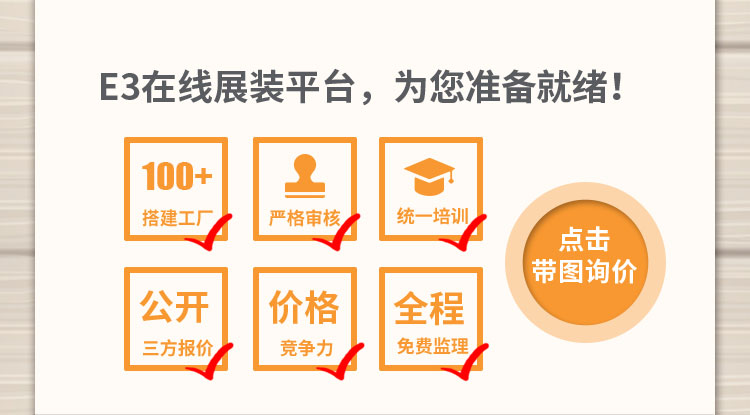 E3在线展装平台，为您准备就绪！
100+
搭建工厂
严格审核
统一培训
公开
三方报价
价格
竞争力
全程
免费监理
点击
带图询价